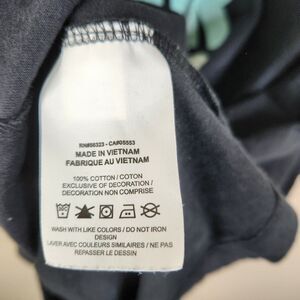 RN#56323 - CA#05553
MADE IN VIETNAM
FABRIQUE AU VIETNAM
100% COTTON / COTON
EXCLUSIVE OF DECORATION /
DECORATION NON COMPRISE
WASH WITH LIKE COLORS / DO NOT IRON
DESIGN
LAVER AVEC COULEURS SIMILAIRES / NE PAS
REPASSER LE DESSIN